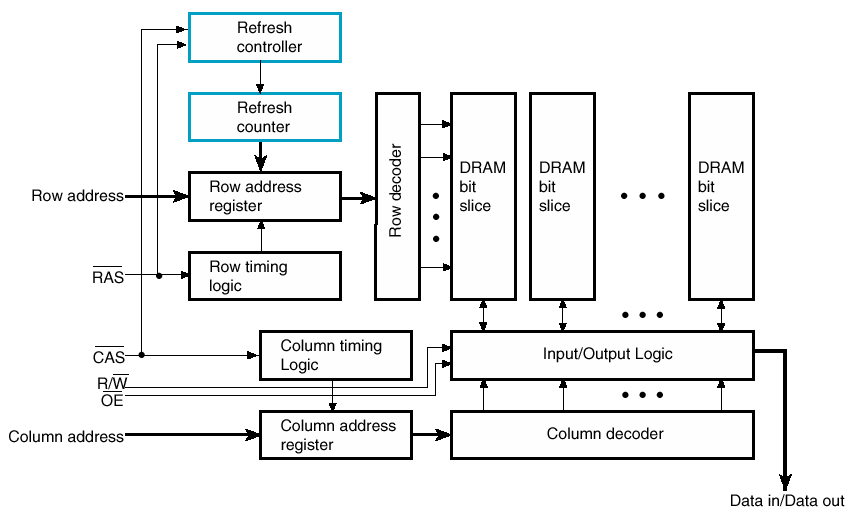 Refresh
controller
Refresh
counter
Row address
Row address
register
Row decoder
DRAM
bit
slice
DRAM
bit
slice
DRAM
bit
slice
RAS
Row timing
logic
CAS
Column timing
Logic
Input/Output Logic
R/W
OE
Column address
Column address
register
Column decoder
Data in/Data out